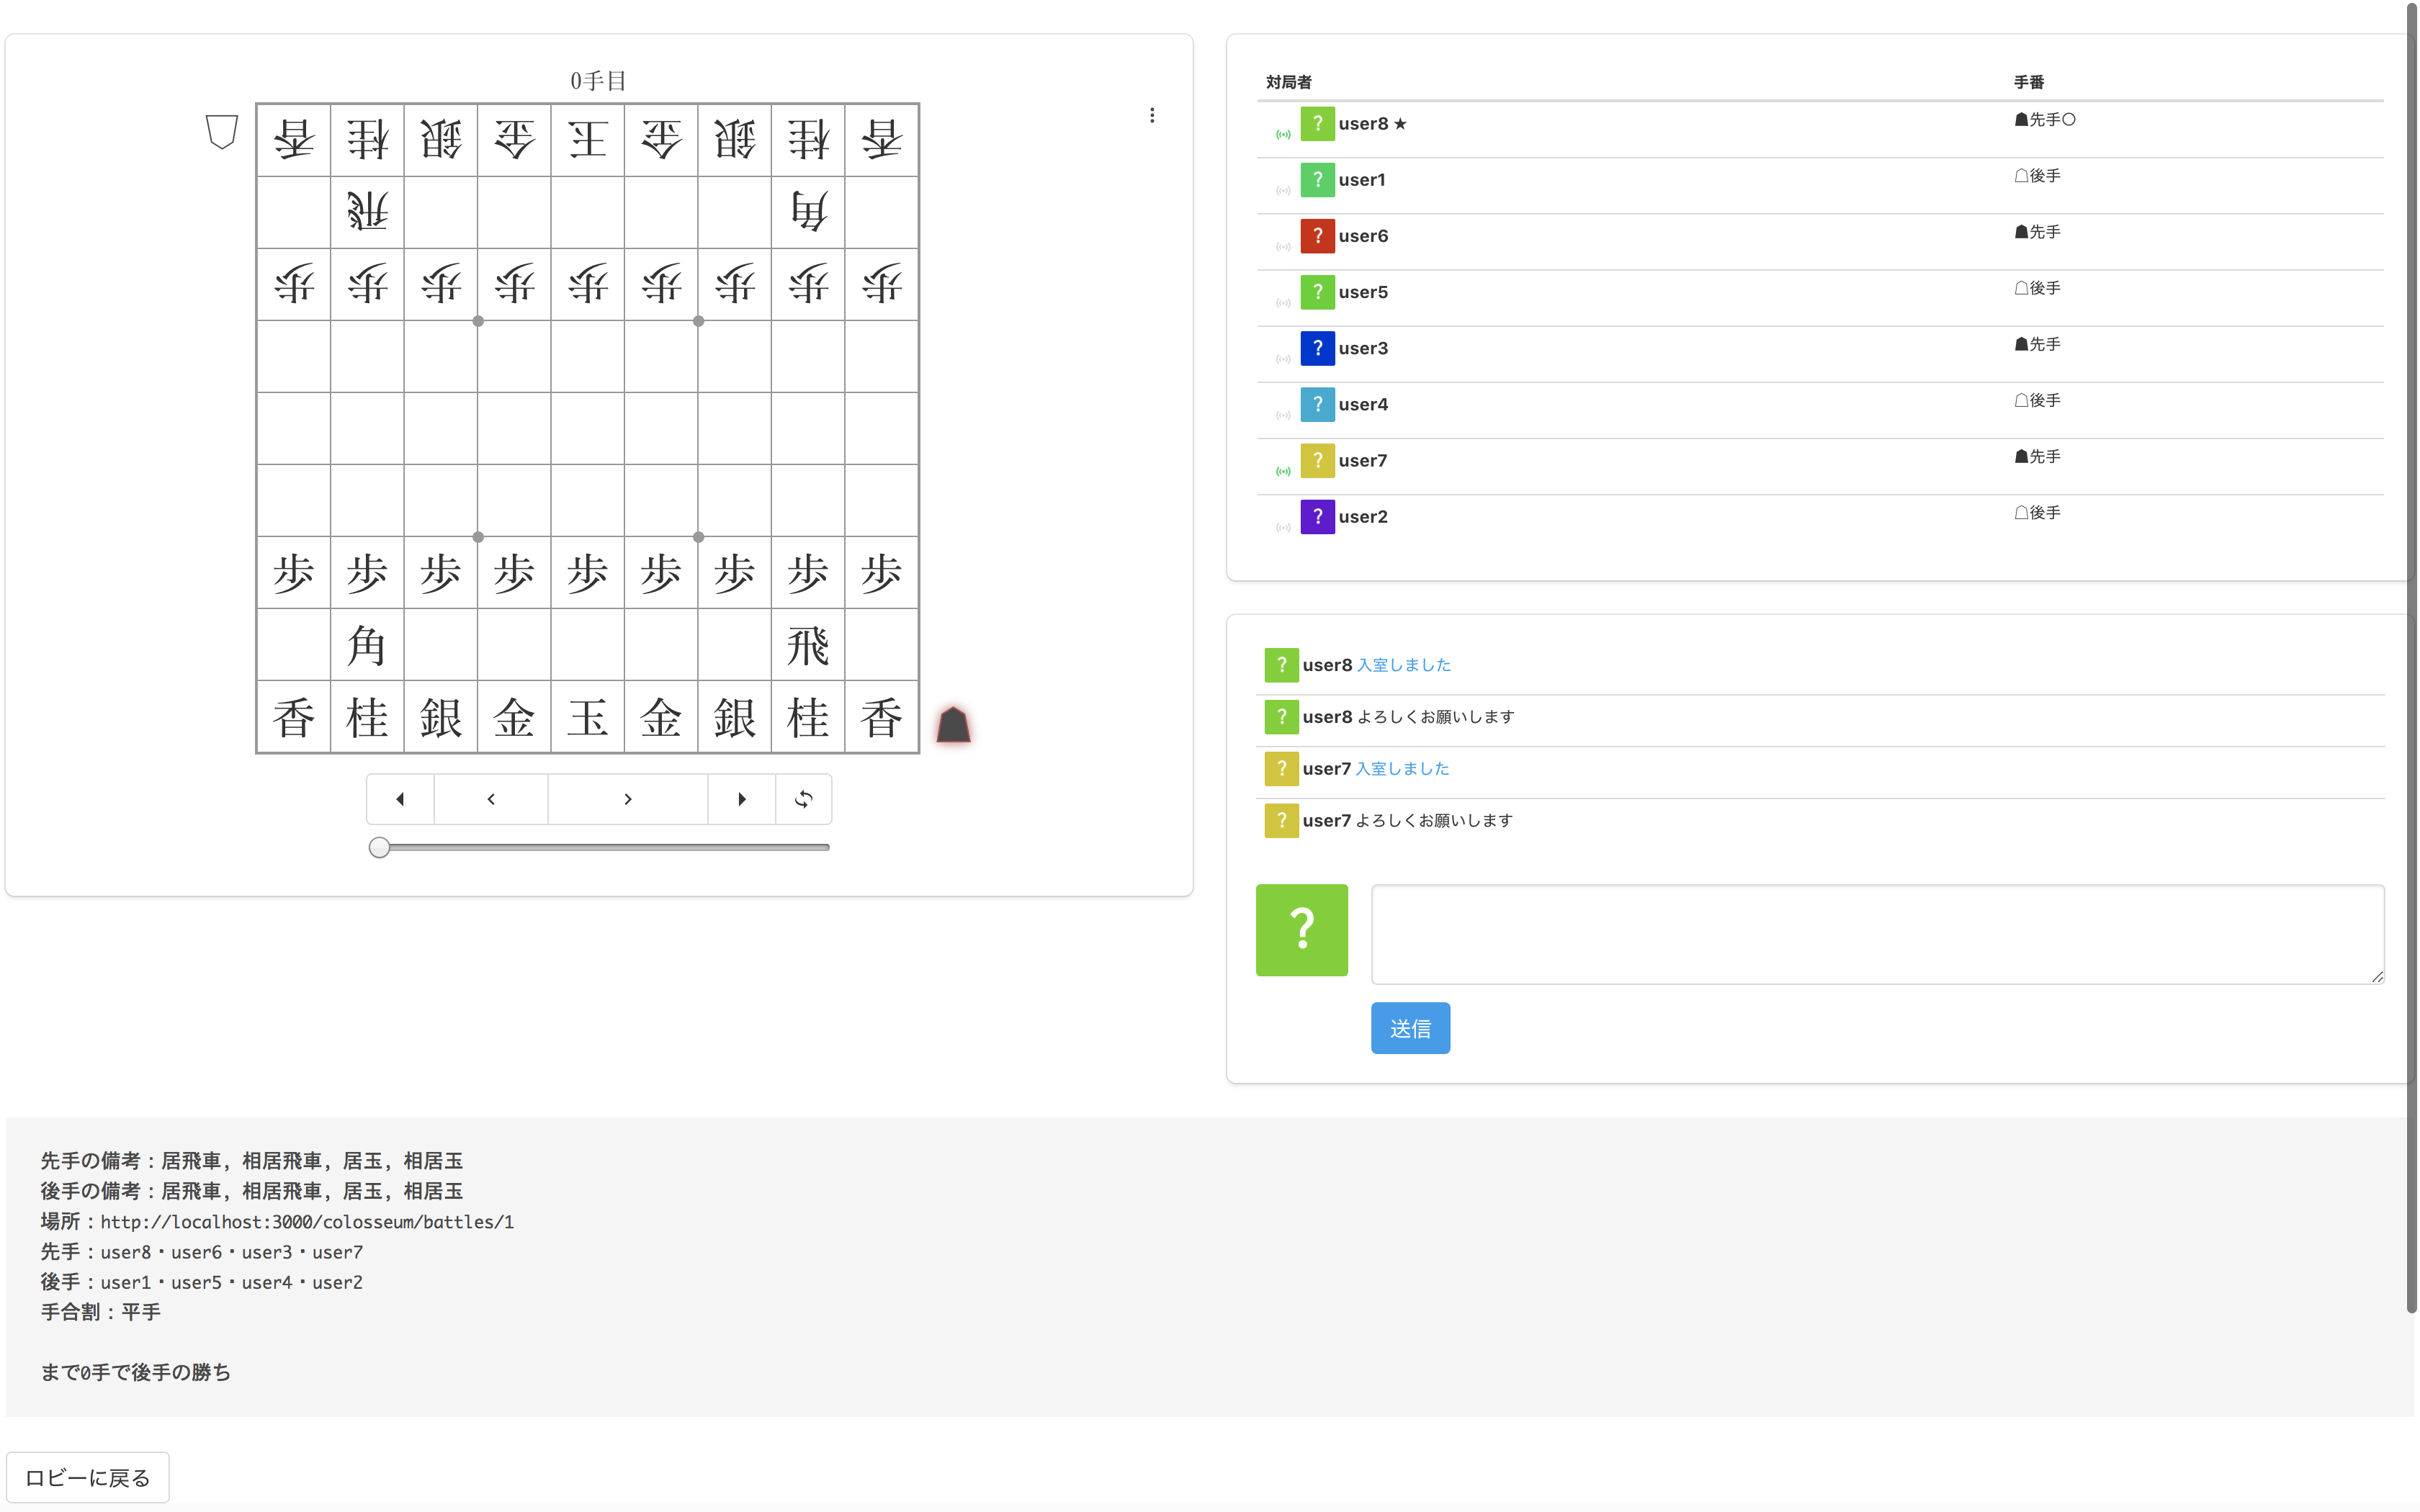 0手目
香桂銀金王金銀桂香
飛角
歩歩歩歩歩歩歩歩歩
歩歩歩歩歩歩歩歩歩
角飛
香桂銀金玉金銀桂香
対局者 手番
? user8 ★ ☗先手○
? user1 ☖後手
? user6 ☗先手
? user5 ☖後手
? user3 ☗先手
? user4 ☖後手
? user7 ☗先手
? user2 ☖後手
? user8 入室しました
? user8 よろしくお願いします
? user7 入室しました
? user7 よろしくお願いします
?
送信
先手の備考：居飛車, 相居飛車, 居玉, 相居玉
後手の備考：居飛車, 相居飛車, 居玉, 相居玉
場所：http://localhost:3000/colosseum/battles/1
先手：user8・user6・user3・user7
後手：user1・user5・user4・user2
手合割：平手
まで0手で後手の勝ち
ロビーに戻る